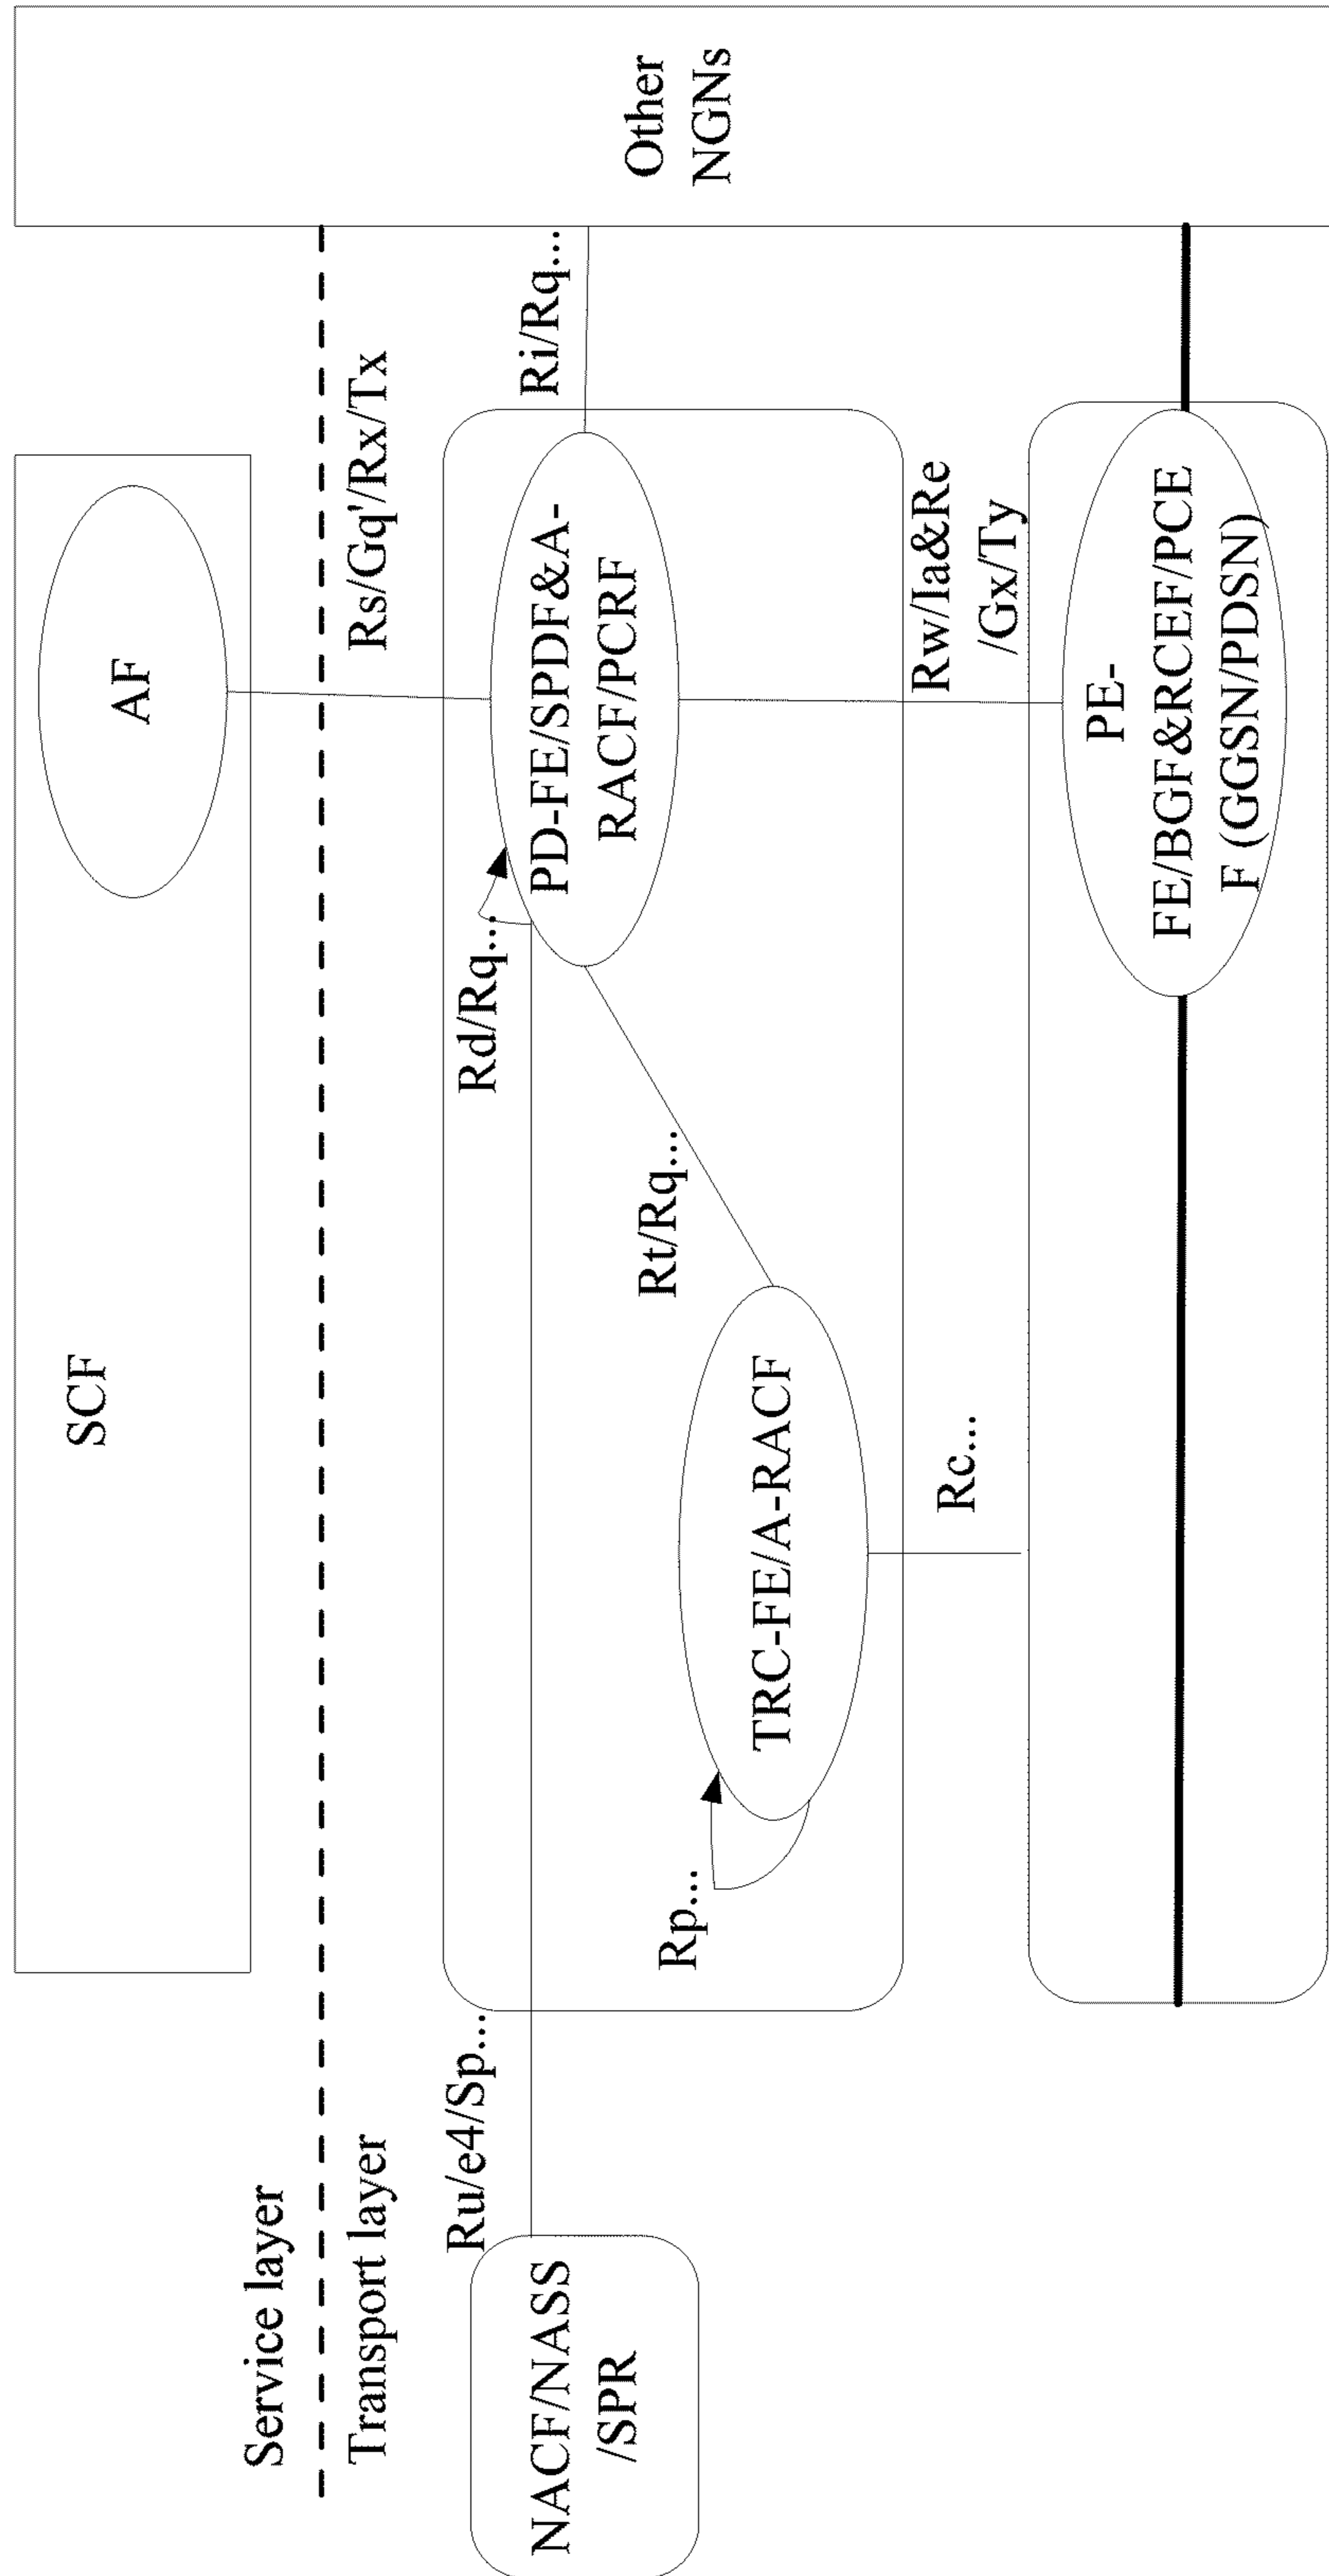 SCF
AF
Service layer
Transport layer
Rs/Gq'/Rx/Tx
Other
NGNs
Ru/e4/Sp...
Rd/Rq...
Ri/Rq...
NACF/NASS
/SPR
PD-FE/SPDF&A-
RACF/PCRF
Rt/Rq...
Rp...
TRC-FE/A-RACF
Rc...
Rw/Ia&Re
/Gx/Ty
PE-
FE/BGF&RCEF/PCE
F (GGSN/PDSN)